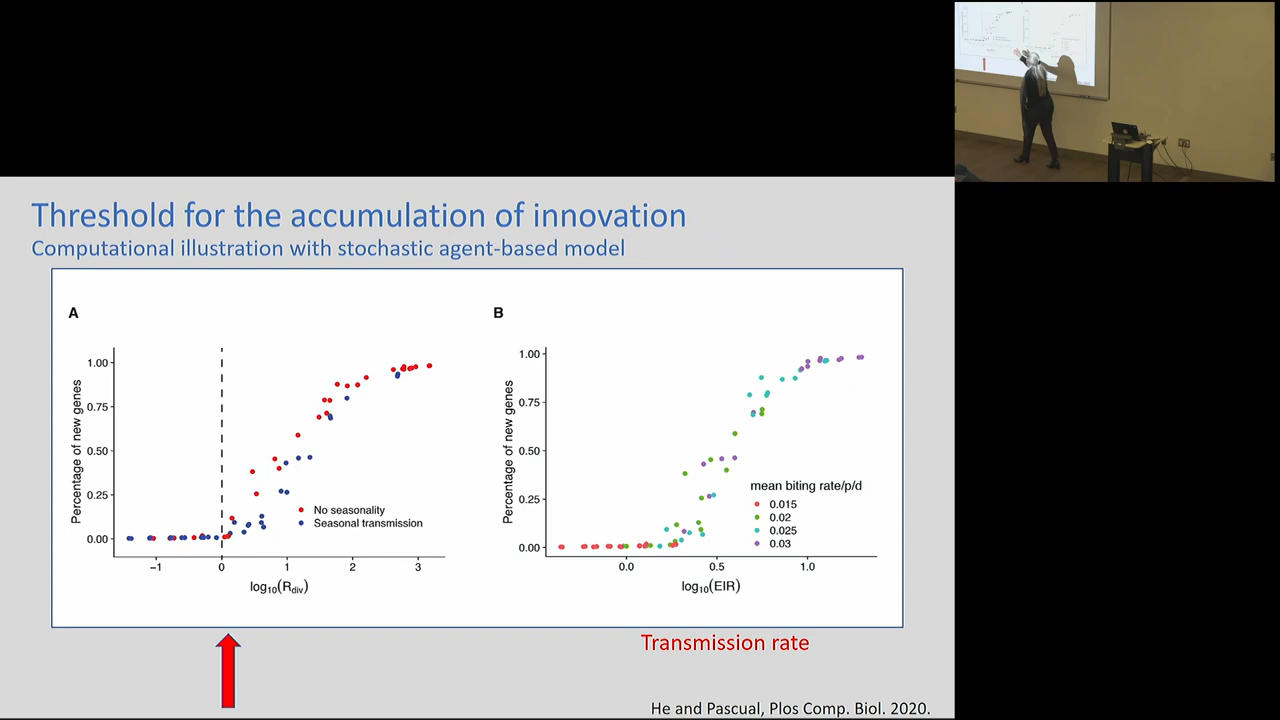 Threshold for the accumulation of innovation
Computational illustration with stochastic agent-based model
A
Percentage of new genes
1.00
0.75
0.50
0.25
0.00
−1
0
1
2
3
log10(Rdiv)
No seasonality
Seasonal transmission
B
Percentage of new genes
1.00
0.75
0.50
0.25
0.00
0.0
0.5
1.0
log10(EIR)
mean biting rate/p/d
0.015
0.02
0.025
0.03
Transmission rate
He and Pascual, Plos Comp. Biol. 2020.